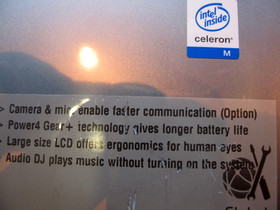 intel
inside
celeron®
M
> Camera & mic enable faster communication (Option)
> Power4 Gear+ technology gives longer battery life
> Large size LCD offers ergonomics for human eyes
> Audio DJ plays music without turning on the system